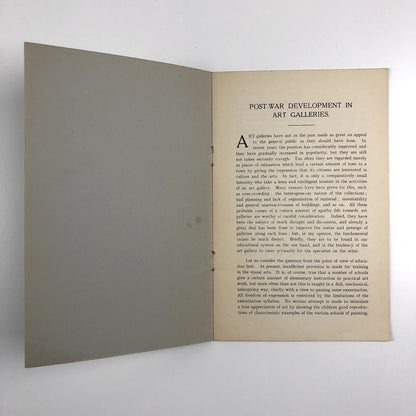 POST-WAR DEVELOPMENT IN
ART GALLERIES.
ART galleries have not in the past made as great an appeal
to the general public as they should have done. In
recent years the position has considerably improved and
they have gradually increased in popularity, but they are still
not taken seriously enough. Too often they are regarded merely
as places of relaxation which lend a certain amount of tone to a
town by giving the expression that its citizens are interested in
culture and the arts. In fact, it is only a comparatively small
minority who take a keen and intelligent interest in the activities
of an art gallery. Many reasons have been given for this, such
as over-crowding; the heterogeneous nature of the collections;
bad planning and lack of organisation of material; unsuitability
and general unattractiveness of buildings; and so on. All these
probable causes of a certain amount of apathy felt towards art
galleries are worthy of careful consideration. Indeed, they have
been the subject of much thought and discussion, and already a
great deal has been done to improve the status and prestige of
galleries along such lines; but, in my opinion, the fundamental
causes lie much deeper. Briefly, they are to be found in our
educational system on the one hand, and in the tendency of the
art gallery to cater primarily for the specialist on the other.
Let us consider the question from the point of view of educa-
tion first. At present, insufficient provision is made for training
in the visual arts. It is, of course, true that a number of schools
give a certain amount of elementary instruction in practical art
work, but more often than not this is taught in a dull, mechanical,
uninspiring way, chiefly with a view to passing some examination.
All freedom of expression is restricted by the limitations of the
examination syllabus. No serious attempt is made to stimulate
a true appreciation of art by showing the children good reproduc-
tions of characteristic examples of the various schools of painting,